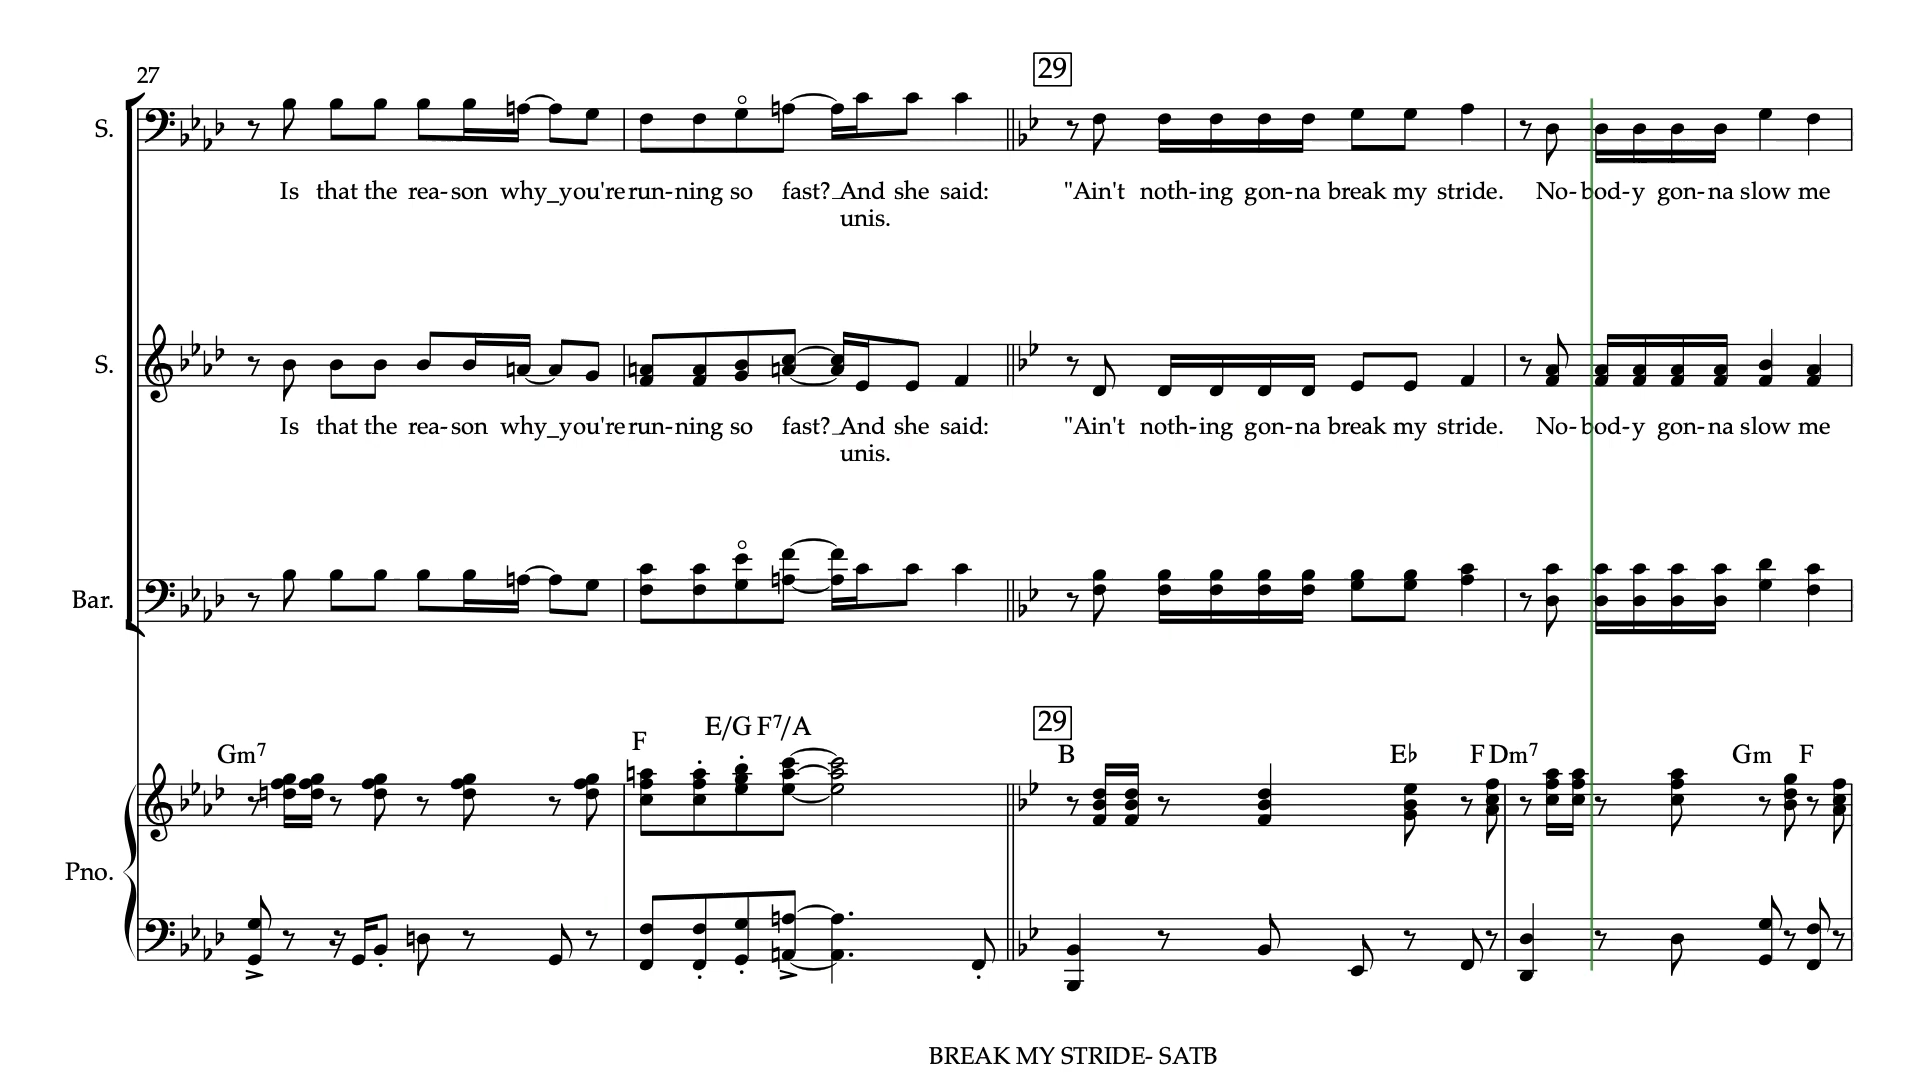 27
29
S.
Is that the rea-son why_you're run-ning so fast?_And she said: "Ain't noth-ing gon-na break my stride. No-bod-y gon-na slow me
unis.
S.
Is that the rea-son why_you're run-ning so fast?_And she said: "Ain't noth-ing gon-na break my stride. No-bod-y gon-na slow me
unis.
Bar.
29
Gm7 F E/G F7/A B E♭ F Dm7 Gm F
Pno.
BREAK MY STRIDE- SATB